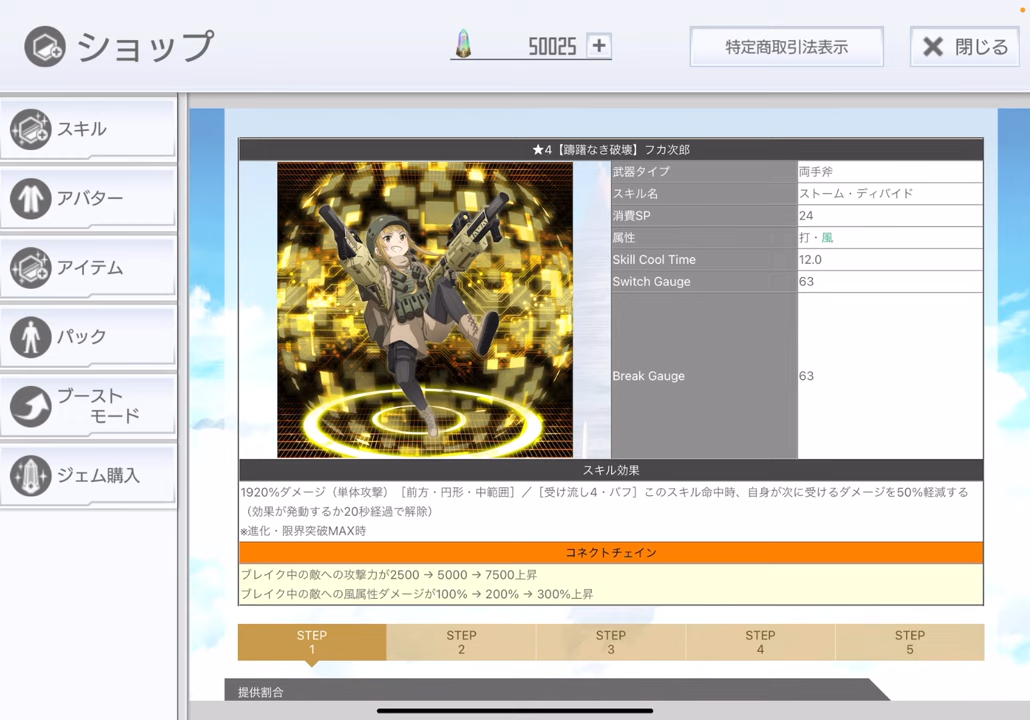 ショップ
50025
特定商取引法表示
閉じる
スキル
アバター
アイテム
パック
ブースト
モード
ジェム購入
★4【躊躇なき破壊】フカ次郎
武器タイプ 両手斧
スキル名 ストーム・ディバイド
消費SP 24
属性 打・風
Skill Cool Time 12.0
Switch Gauge 63
Break Gauge 63
スキル効果
1920%ダメージ（単体攻撃）［前方・円形・中範囲］／［受け流し4・バフ］このスキル命中時、自身が次に受けるダメージを50%軽減する
（効果が発動するか20秒経過で解除）
※進化・限界突破MAX時
コネクトチェイン
ブレイク中の敵への攻撃力が2500 → 5000 → 7500上昇
ブレイク中の敵への風属性ダメージが100% → 200% → 300%上昇
STEP
1
STEP
2
STEP
3
STEP
4
STEP
5
提供割合